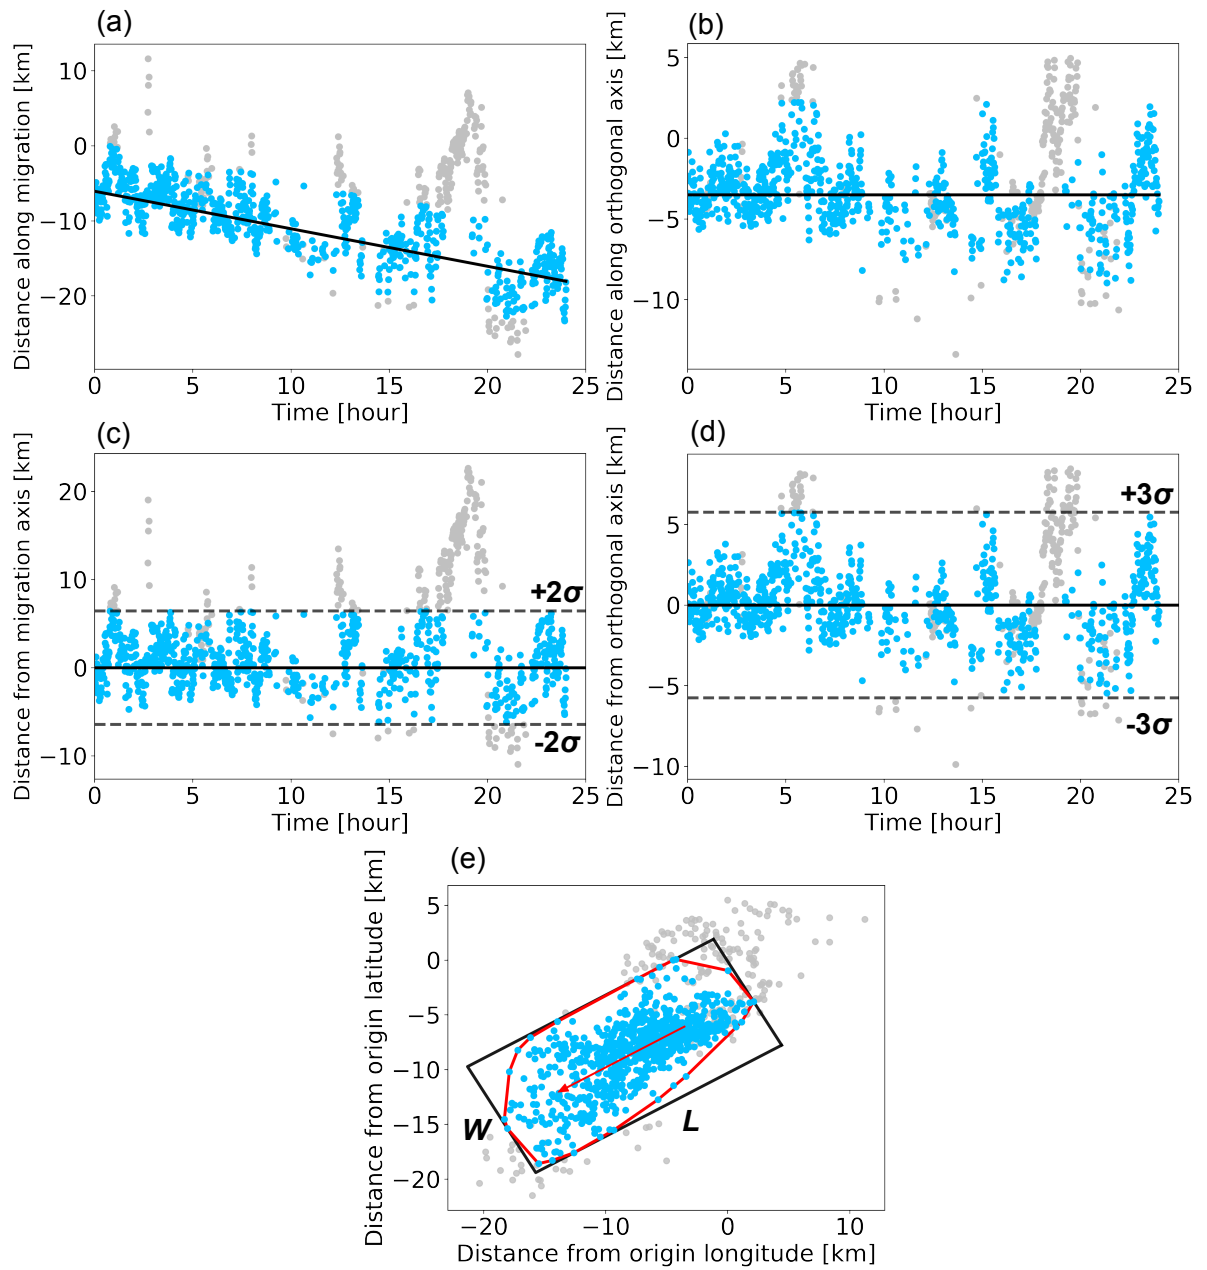 (a)
Distance along migration [km]
10
0
−10
−20
0 5 10 15 20 25
Time [hour]
(b)
Distance along orthogonal axis [km]
5
0
−5
−10
0 5 10 15 20 25
Time [hour]
(c)
Distance from migration axis [km]
20
10
0
−10
+2σ
-2σ
0 5 10 15 20 25
Time [hour]
(d)
Distance from orthogonal axis [km]
5
0
−5
−10
+3σ
-3σ
0 5 10 15 20 25
Time [hour]
(e)
Distance from origin latitude [km]
5
0
−5
−10
−15
−20
W
L
−20 −10 0 10
Distance from origin longitude [km]